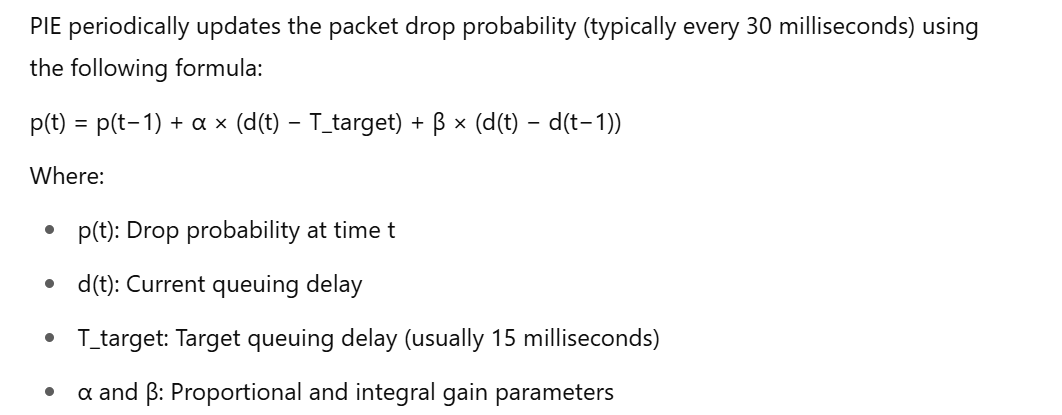 PIE periodically updates the packet drop probability (typically every 30 milliseconds) using
the following formula:
p(t) = p(t−1) + α × (d(t) − T_target) + β × (d(t) − d(t−1))
Where:
• p(t): Drop probability at time t
• d(t): Current queuing delay
• T_target: Target queuing delay (usually 15 milliseconds)
• α and β: Proportional and integral gain parameters